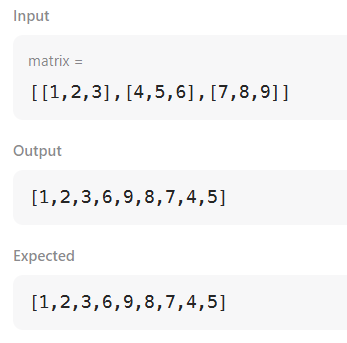 Input
matrix =
[[1,2,3],[4,5,6],[7,8,9]]
Output
[1,2,3,6,9,8,7,4,5]
Expected
[1,2,3,6,9,8,7,4,5]